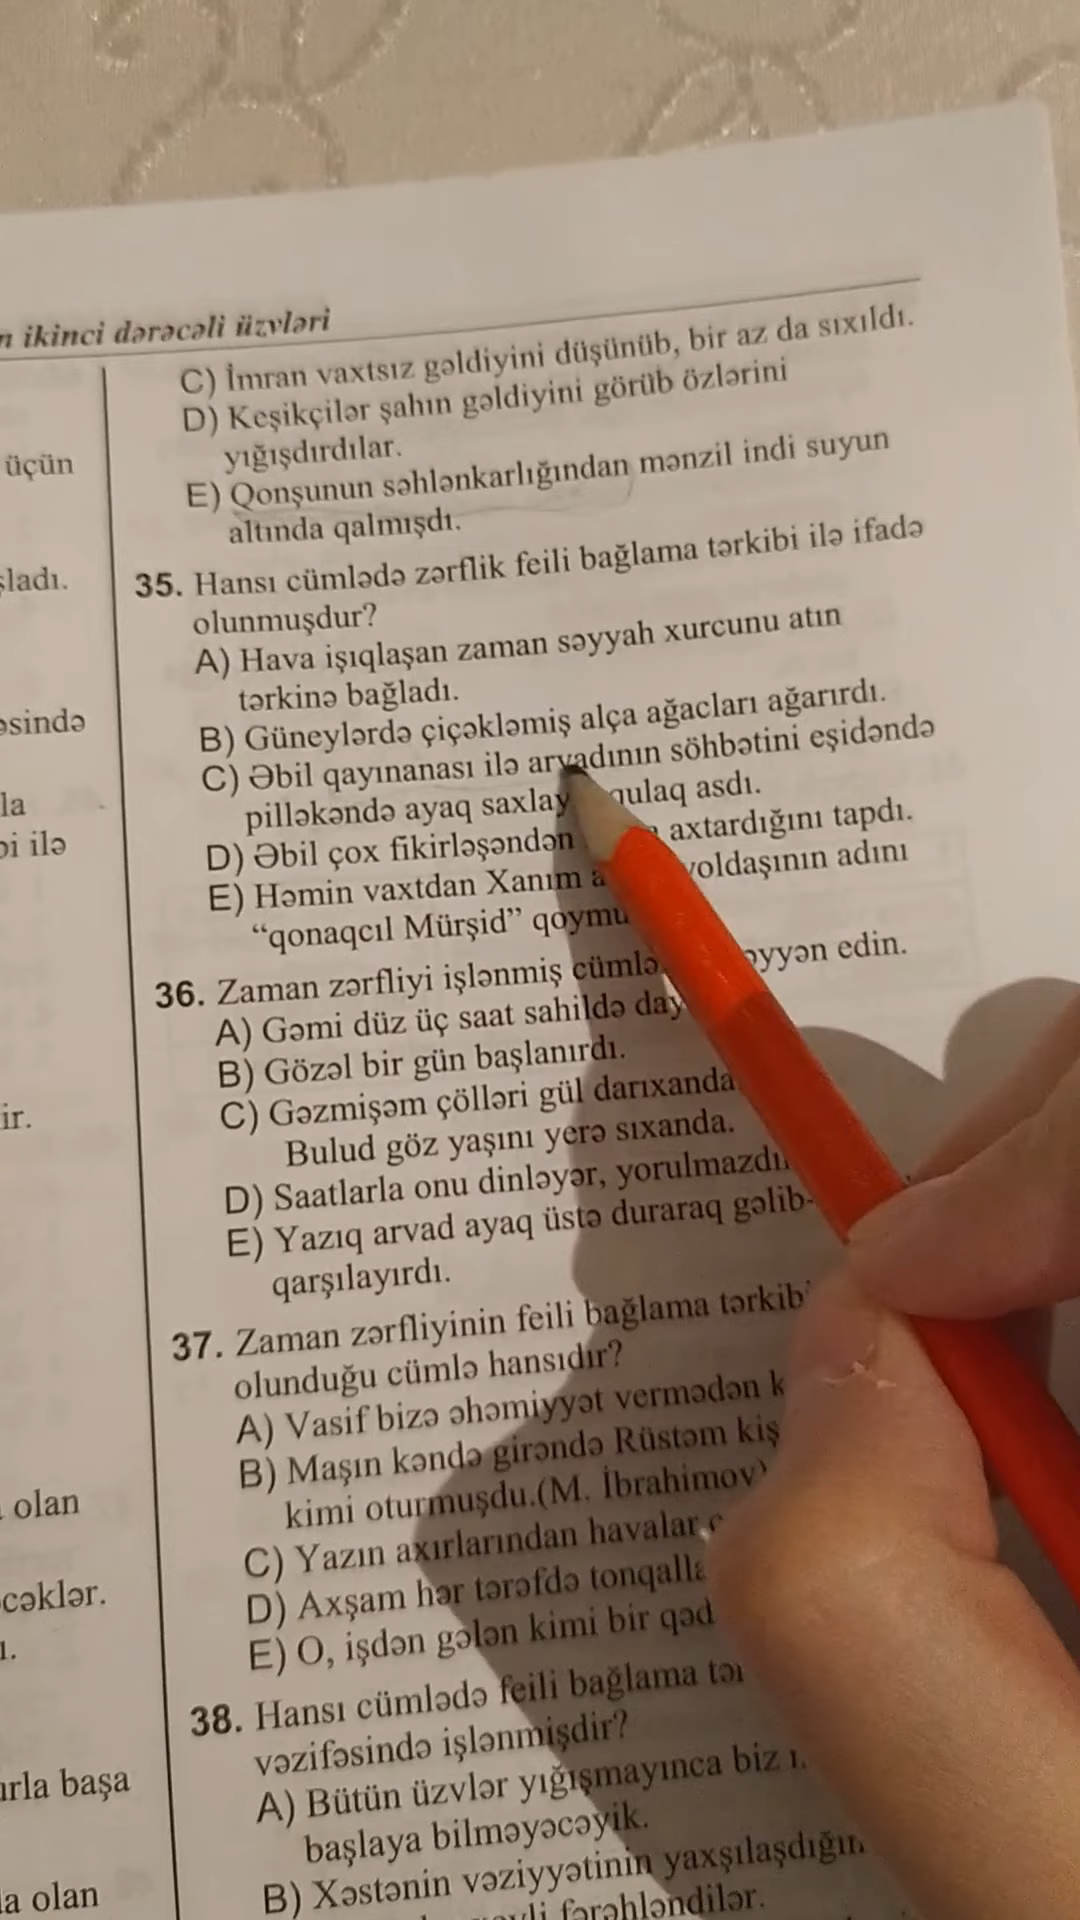 n ikinci dərəcəli üzvləri
üçün
şladı.
əsində
la
bi ilə
ir.
olan
cəklər.
ı.
arla başa
la olan
C) İmran vaxtsız gəldiyini düşünüb, bir az da sıxıldı.
D) Keşikçilər şahın gəldiyini görüb özlərini
yığışdırdılar.
E) Qonşunun səhlənkarlığından mənzil indi suyun
altında qalmışdı.
35. Hansı cümlədə zərflik feili bağlama tərkibi ilə ifadə
olunmuşdur?
A) Hava işıqlaşan zaman səyyah xurcunu atın
tərkinə bağladı.
B) Güneylərdə çiçəkləmiş alça ağacları ağarırdı.
C) Əbil qayınanası ilə arvadının söhbətini eşidəndə
pilləkəndə ayaq saxlay qulaq asdı.
D) Əbil çox fikirləşəndən axtardığını tapdı.
E) Həmin vaxtdan Xanım a yoldaşının adını
“qonaqcıl Mürşid” qoymu
36. Zaman zərfliyi işlənmiş cümlə əyyən edin.
A) Gəmi düz üç saat sahildə day
B) Gözəl bir gün başlanırdı.
C) Gəzmişəm çölləri gül darıxanda
Bulud göz yaşını yerə sıxanda.
D) Saatlarla onu dinləyər, yorulmazdı
E) Yazıq arvad ayaq üstə duraraq gəlib-
qarşılayırdı.
37. Zaman zərfliyinin feili bağlama tərkibi
olunduğu cümlə hansıdır?
A) Vasif bizə əhəmiyyət vermədən k
B) Maşın kəndə girəndə Rüstəm kiş
kimi oturmuşdu.(M. İbrahimov)
C) Yazın axırlarından havalar
D) Axşam hər tərəfdə tonqalla
E) O, işdən gələn kimi bir qəd
38. Hansı cümlədə feili bağlama tər
vəzifəsində işlənmişdir?
A) Bütün üzvlər yığışmayınca biz
başlaya bilməyəcəyik.
B) Xəstənin vəziyyətinin yaxşılaşdığın
fərəhləndilər.